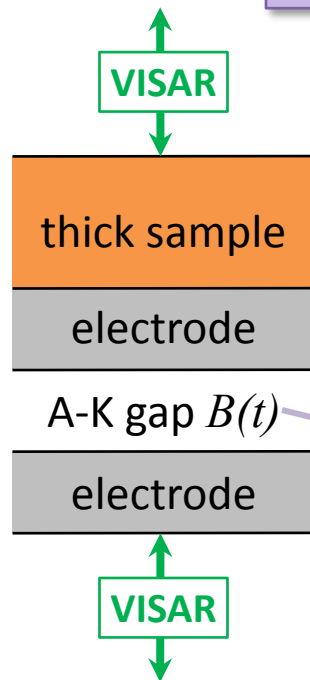 VISAR
thick sample
electrode
A-K gap B(t)
electrode
VISAR